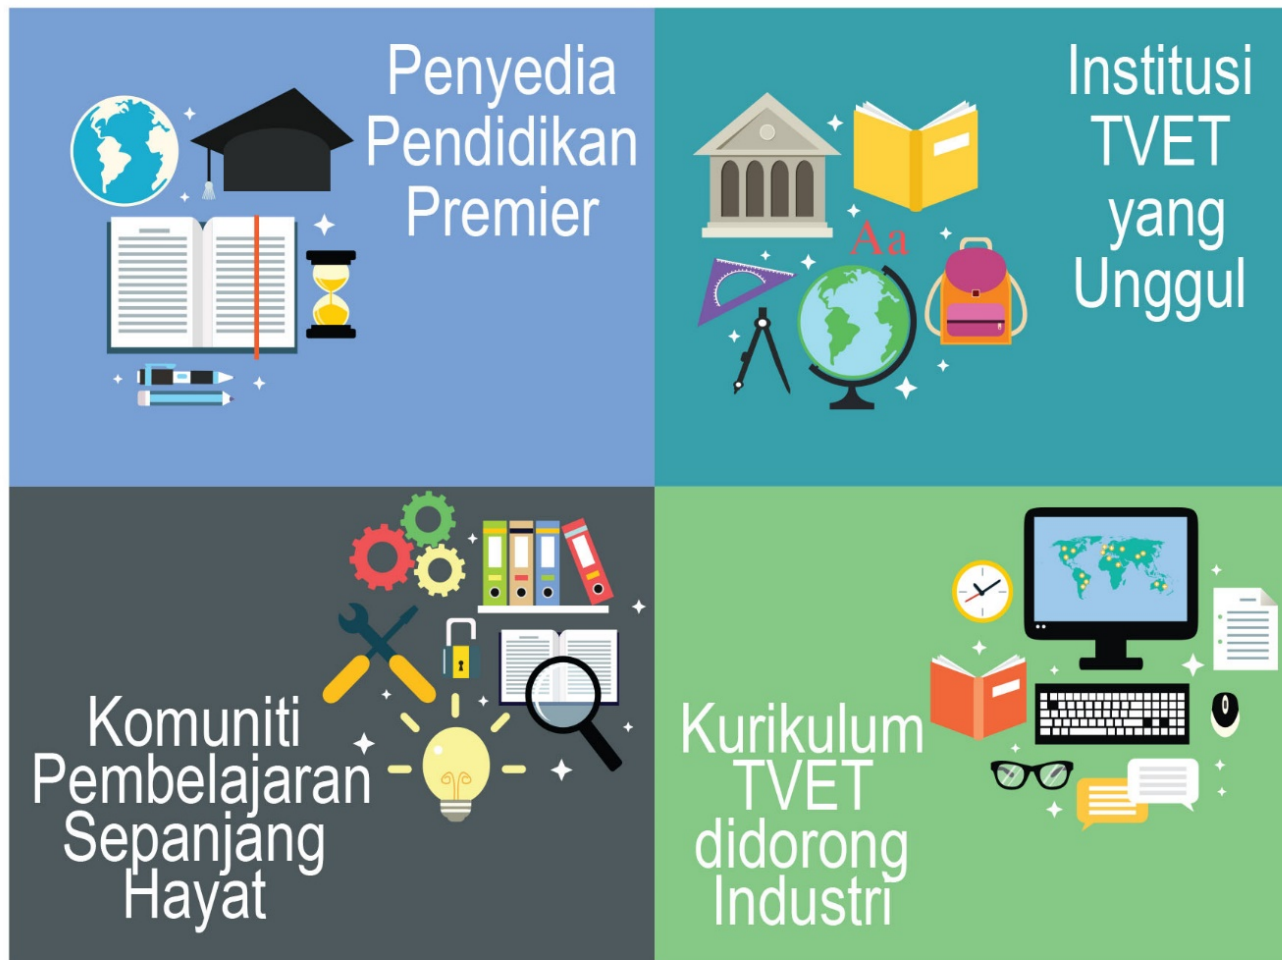 Penyedia
Pendidikan
Premier
Institusi
TVET
yang
Unggul
Aa
Komuniti
Pembelajaran
Sepanjang
Hayat
Kurikulum
TVET
didorong
Industri